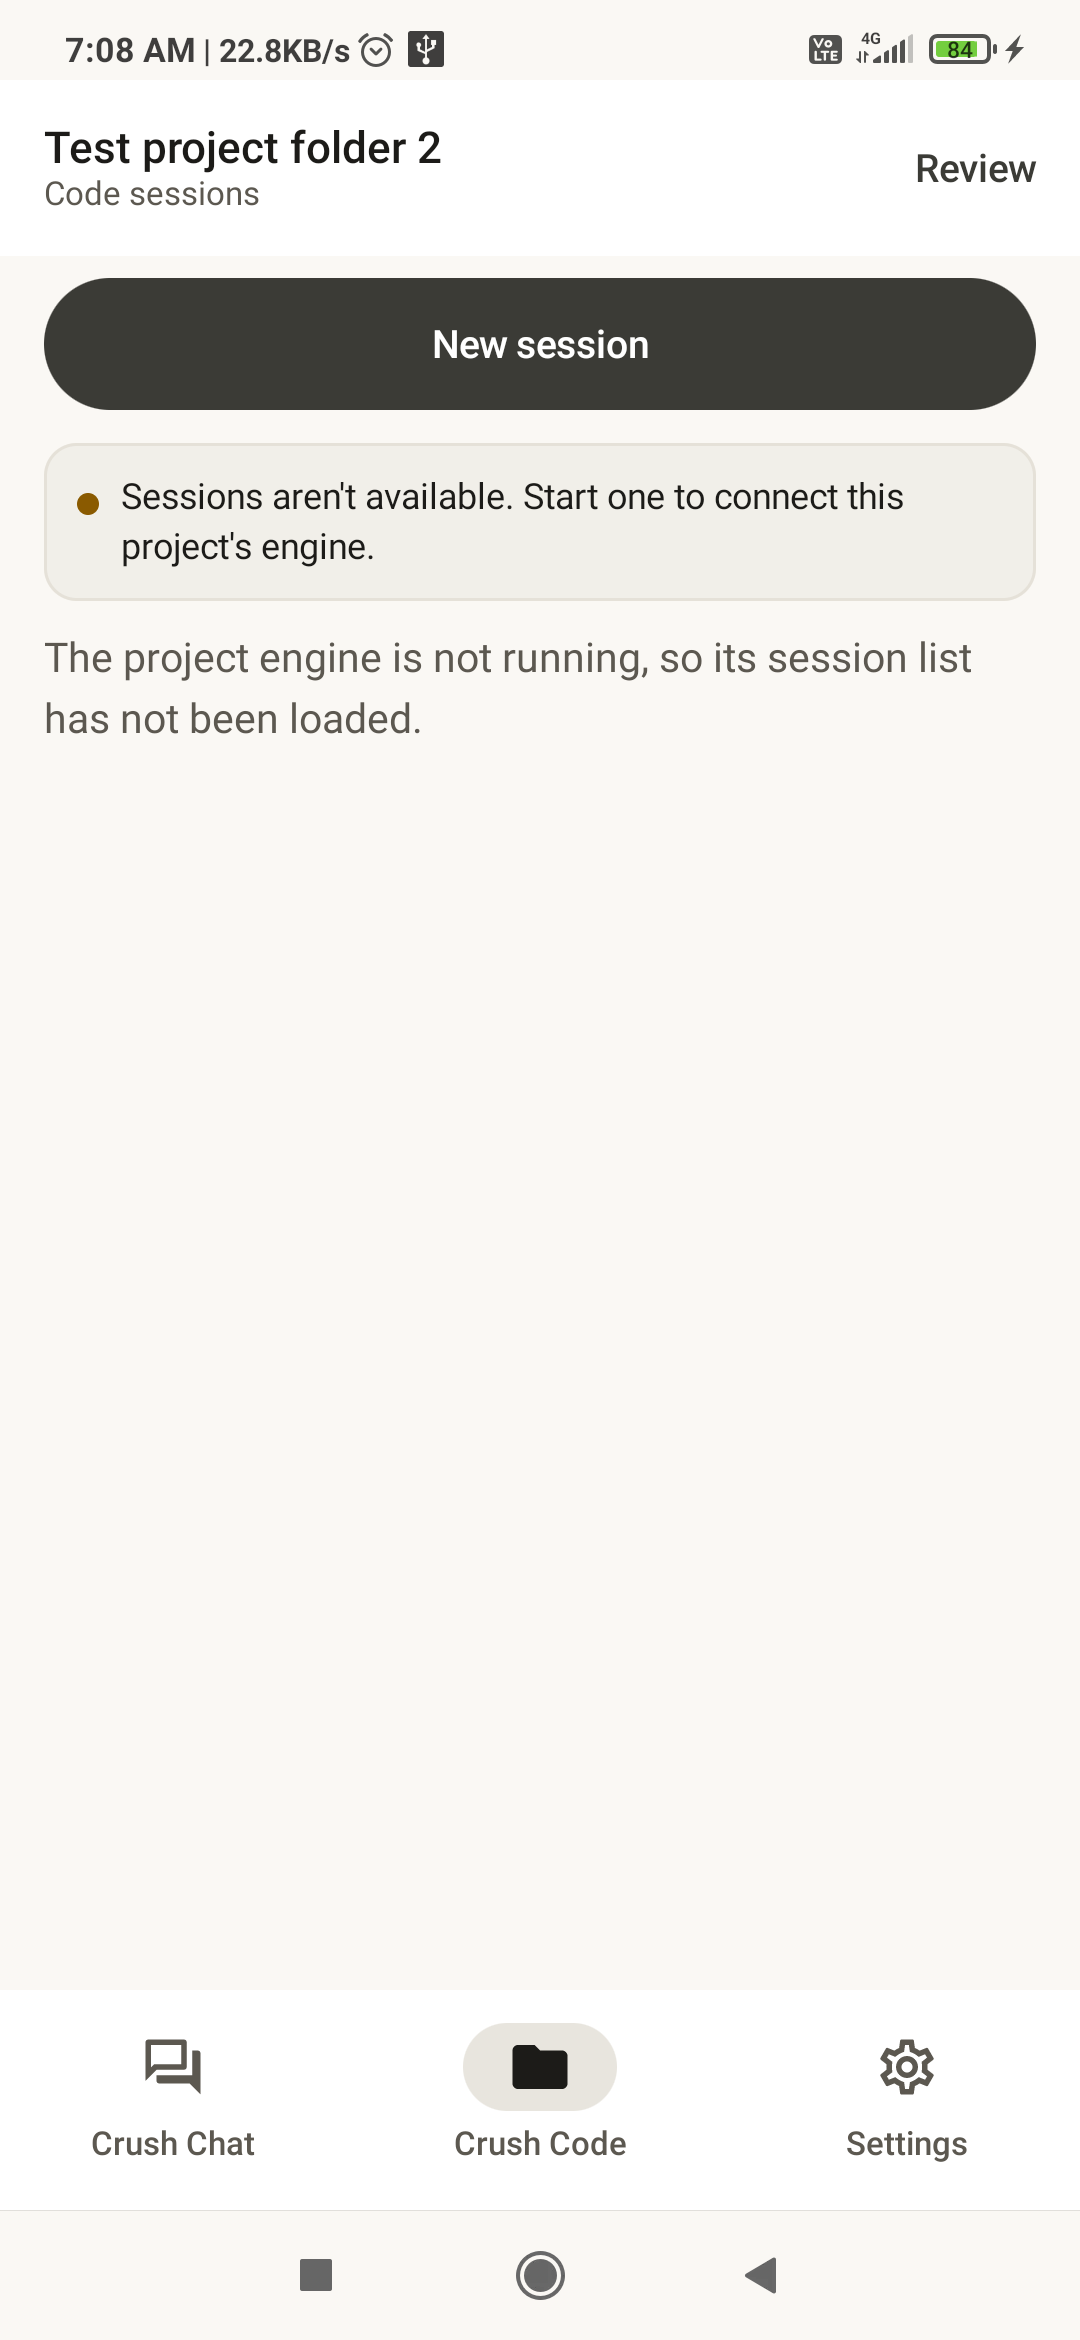 7:08 AM | 22.8KB/s
Vo LTE 4G 84
Test project folder 2
Code sessions
Review
New session
Sessions aren't available. Start one to connect this
project's engine.
The project engine is not running, so its session list
has not been loaded.
Crush Chat
Crush Code
Settings